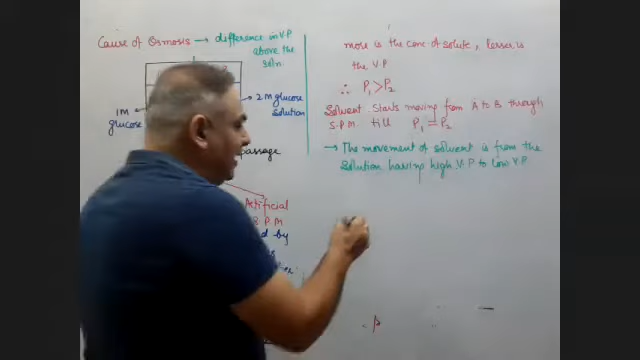 Cause of Osmosis → difference in V.P
above the
soln.
1M
glucose
2 M glucose
Solution
passage
Artificial
S.P.M
by
more is the conc of solute, lesser is
the V.P
∴ P₁ > P₂
Solvent starts moving from A to B through
S.P.M till P₁ = P₂
→ The movement of solvent is from the
solution having high V.P to low V.P.